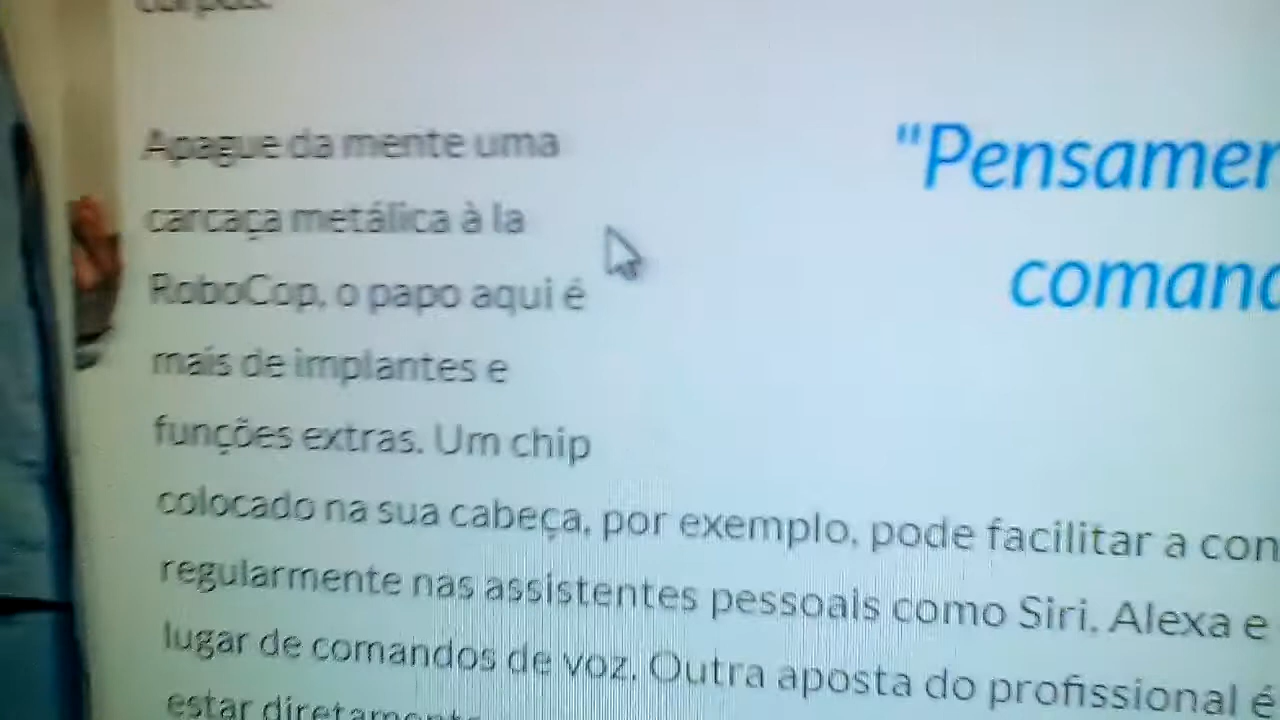 Apague da mente uma
carcaça metálica à la
RoboCop, o papo aqui é
mais de implantes e
funções extras. Um chip
colocado na sua cabeça, por exemplo, pode facilitar a con
regularmente nas assistentes pessoais como Siri, Alexa e
lugar de comandos de voz. Outra aposta do profissional é
estar diretamente
"Pensamen
comand